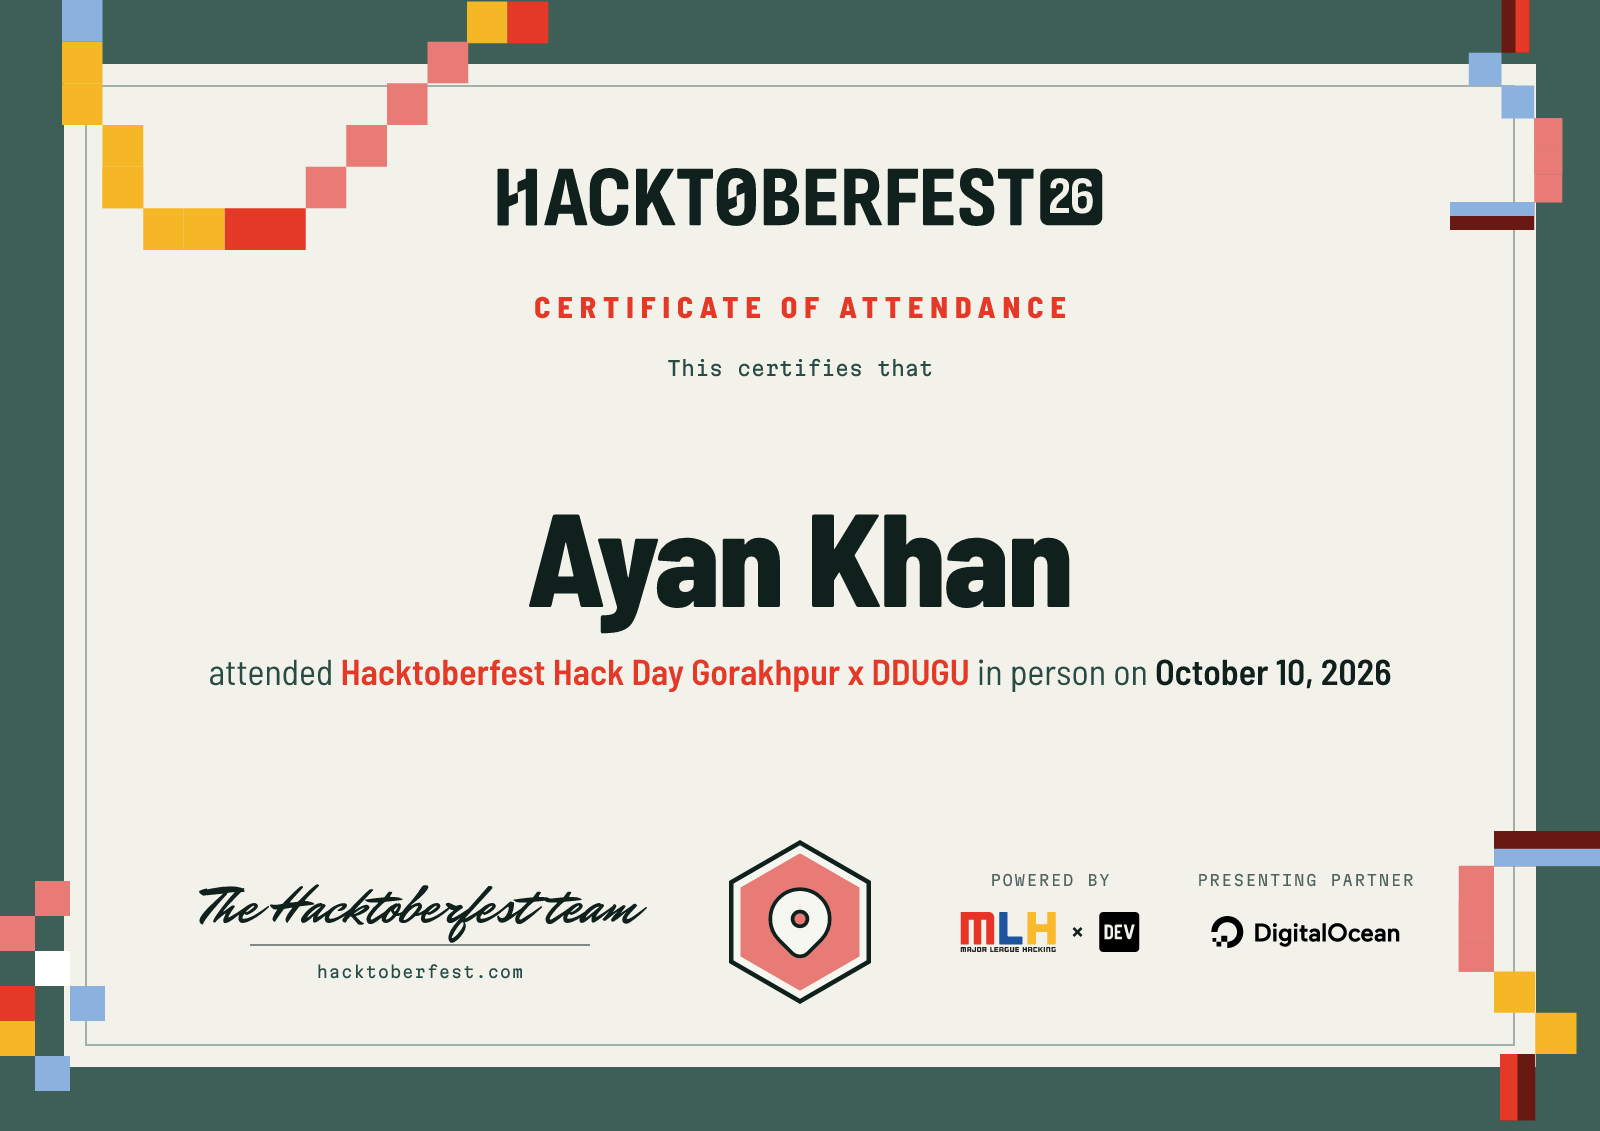 HACKTOBERFEST 26
CERTIFICATE OF ATTENDANCE
This certifies that
Ayan Khan
attended Hacktoberfest Hack Day Gorakhpur x DDUGU in person on October 10, 2026
The Hacktoberfest team
hacktoberfest.com
POWERED BY
MLH
MAJOR LEAGUE HACKING
×
DEV
PRESENTING PARTNER
DigitalOcean